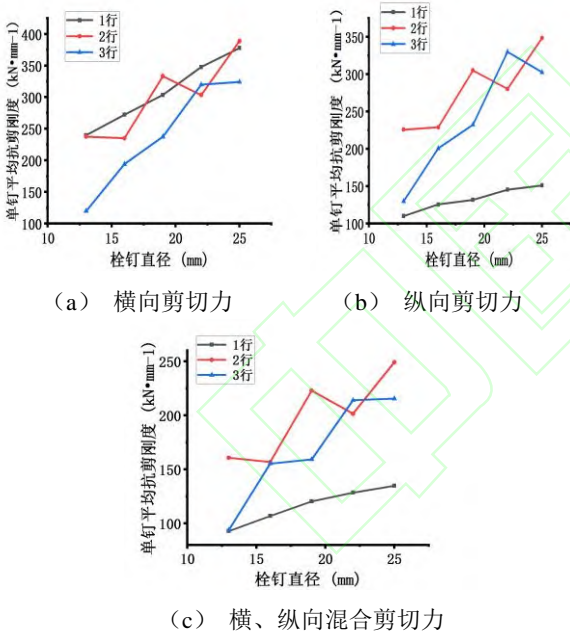 1行
2行
3行
单钉平均抗剪刚度 (kN•mm-1)
400
350
300
250
200
150
100
10 15 20 25
栓钉直径 (mm)
(a) 横向剪切力
1行
2行
3行
单钉平均抗剪刚度 (kN•mm-1)
350
300
250
200
150
100
10 15 20 25
栓钉直径 (mm)
(b) 纵向剪切力
1行
2行
3行
单钉平均抗剪刚度 (kN•mm-1)
250
200
150
100
10 15 20 25
栓钉直径 (mm)
(c) 横、纵向混合剪切力